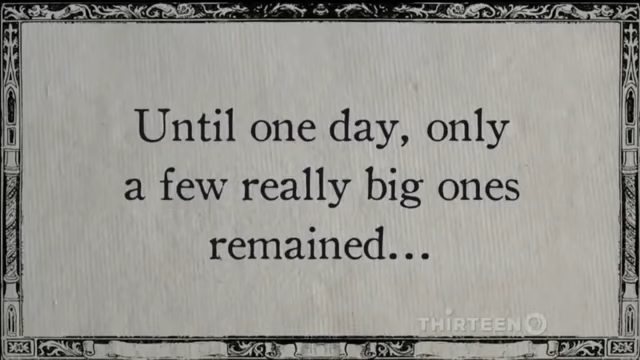 Until one day, only
a few really big ones
remained...
THIRTEEN